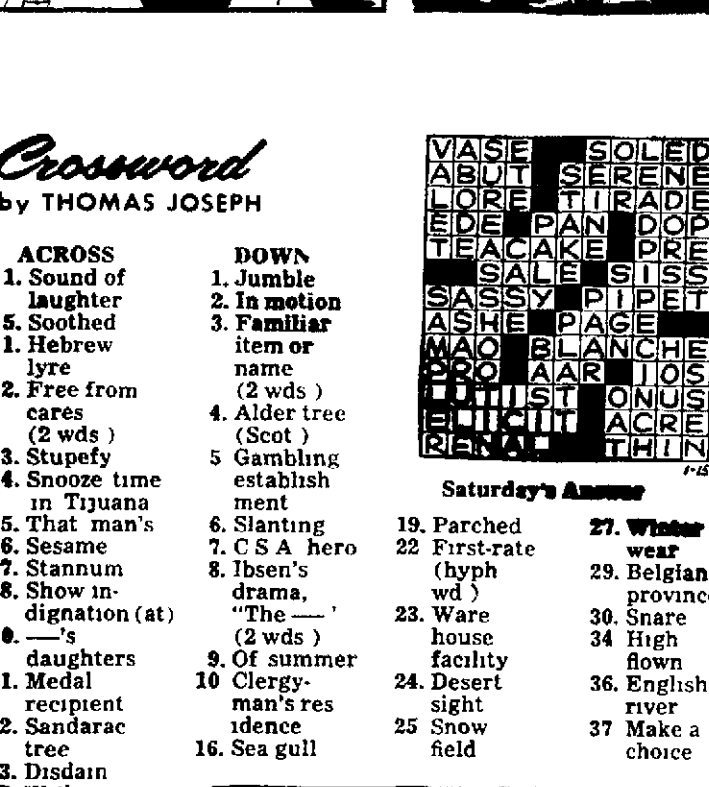 Crossword
by THOMAS JOSEPH
ACROSS
1. Sound of
laughter
5. Soothed
1. Hebrew
lyre
2. Free from
cares
(2 wds )
3. Stupefy
4. Snooze time
in Tijuana
5. That man's
6. Sesame
7. Stannum
8. Show in-
dignation (at)
—'s
daughters
1. Medal
recipient
2. Sandarac
tree
3. Disdain
DOWN
1. Jumble
2. In motion
3. Familiar
item or
name
(2 wds )
4. Alder tree
(Scot )
5 Gambling
establish
ment
6. Slanting
7. C S A hero
8. Ibsen's
drama,
"The — '
(2 wds )
9. Of summer
10 Clergy-
man's res
idence
16. Sea gull
VASE SOLED
ABUT SERENE
LORE TIRADE
EDE PAN DOP
TEACAKE PRE
SALE SISS
SASSY PIPET
ASHE PAGE
MAO BLANCHE
PRO AAR IOS
LUTIST ONUS
ELICIT ACRE
RENAL THIN
1-15
Saturday's Answer
19. Parched
22 First-rate
(hyph
wd )
23. Ware
house
facility
24. Desert
sight
25 Snow
field
27. Winter
wear
29. Belgian
province
30. Snare
34 High
flown
36. English
river
37 Make a
choice